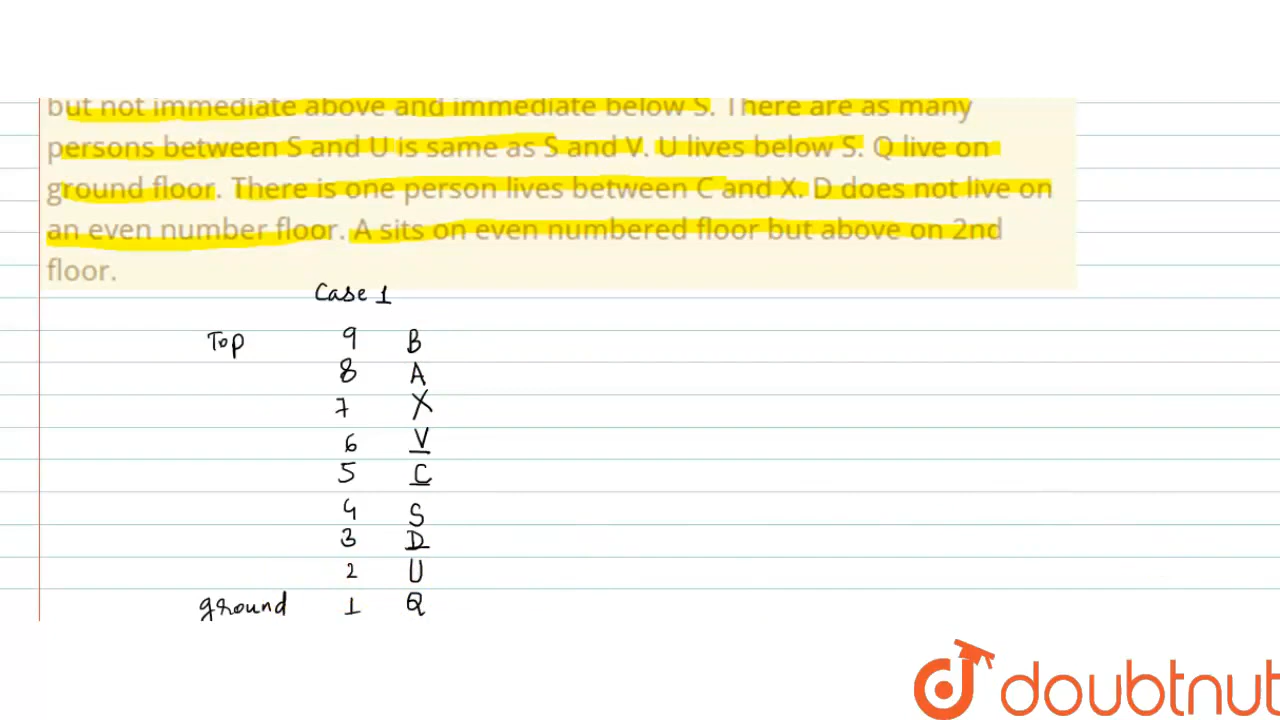 but not immediate above and immediate below S. There are as many
persons between S and U is same as S and V. U lives below S. Q live on
ground floor. There is one person lives between C and X. D does not live on
an even number floor. A sits on even numbered floor but above on 2nd
floor.
Case 1
Top 9 B
8 A
7 X
6 V
5 C
4 S
3 D
2 U
ground 1 Q
doubtnut